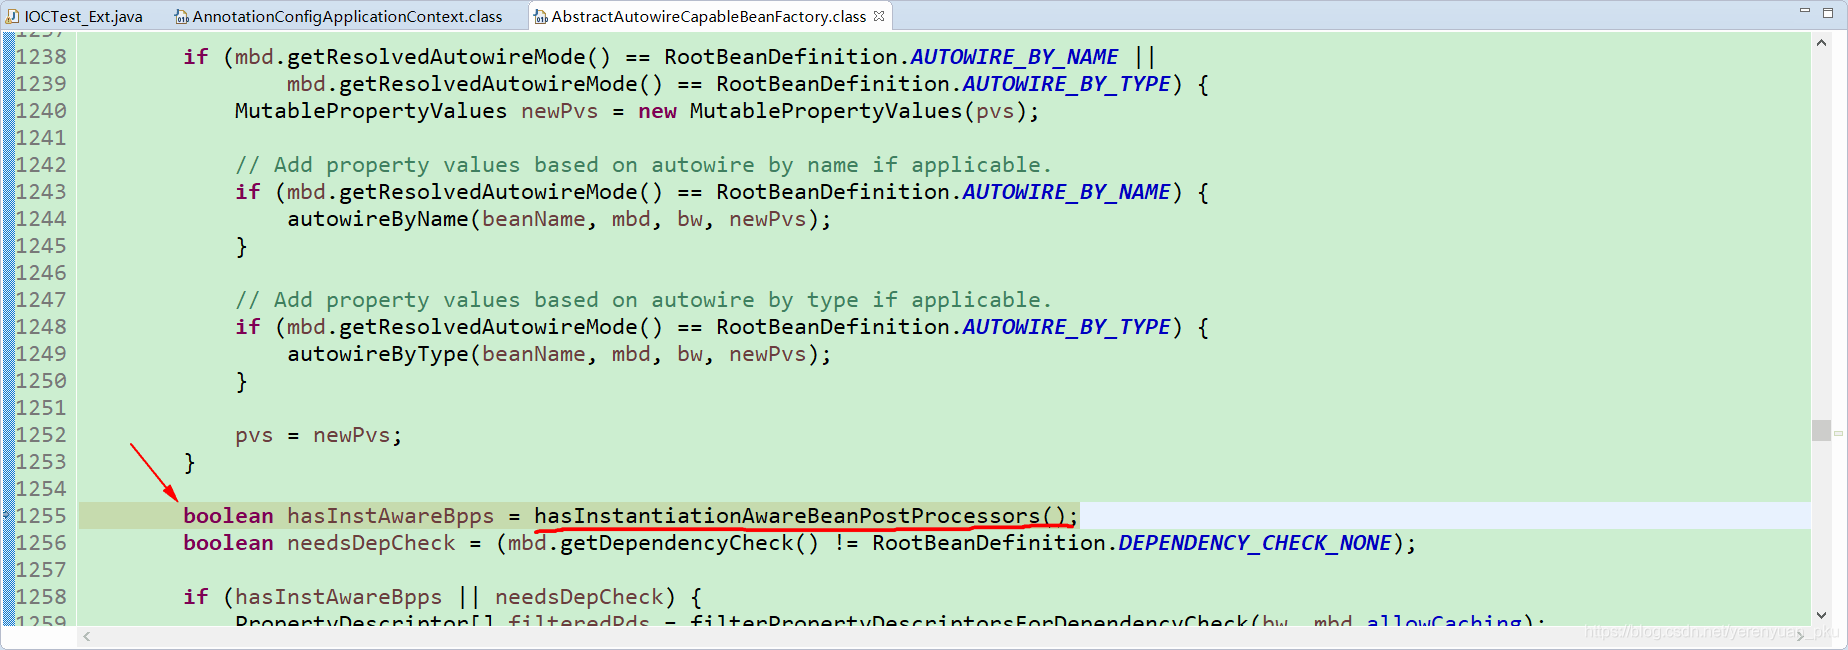 IOCTest_Ext.java AnnotationConfigApplicationContext.class AbstractAutowireCapableBeanFactory.class
1237
1238 if (mbd.getResolvedAutowireMode() == RootBeanDefinition.AUTOWIRE_BY_NAME ||
1239 mbd.getResolvedAutowireMode() == RootBeanDefinition.AUTOWIRE_BY_TYPE) {
1240 MutablePropertyValues newPvs = new MutablePropertyValues(pvs);
1241
1242 // Add property values based on autowire by name if applicable.
1243 if (mbd.getResolvedAutowireMode() == RootBeanDefinition.AUTOWIRE_BY_NAME) {
1244 autowireByName(beanName, mbd, bw, newPvs);
1245 }
1246
1247 // Add property values based on autowire by type if applicable.
1248 if (mbd.getResolvedAutowireMode() == RootBeanDefinition.AUTOWIRE_BY_TYPE) {
1249 autowireByType(beanName, mbd, bw, newPvs);
1250 }
1251
1252 pvs = newPvs;
1253 }
1254
1255 boolean hasInstAwareBpps = hasInstantiationAwareBeanPostProcessors();
1256 boolean needsDepCheck = (mbd.getDependencyCheck() != RootBeanDefinition.DEPENDENCY_CHECK_NONE);
1257
1258 if (hasInstAwareBpps || needsDepCheck) {
1259 PropertyDescriptor[] filteredPds = filterPropertyDescriptorsForDependencyCheck(bw, mbd.allowCaching);
https://blog.csdn.net/yerenyuan_pku